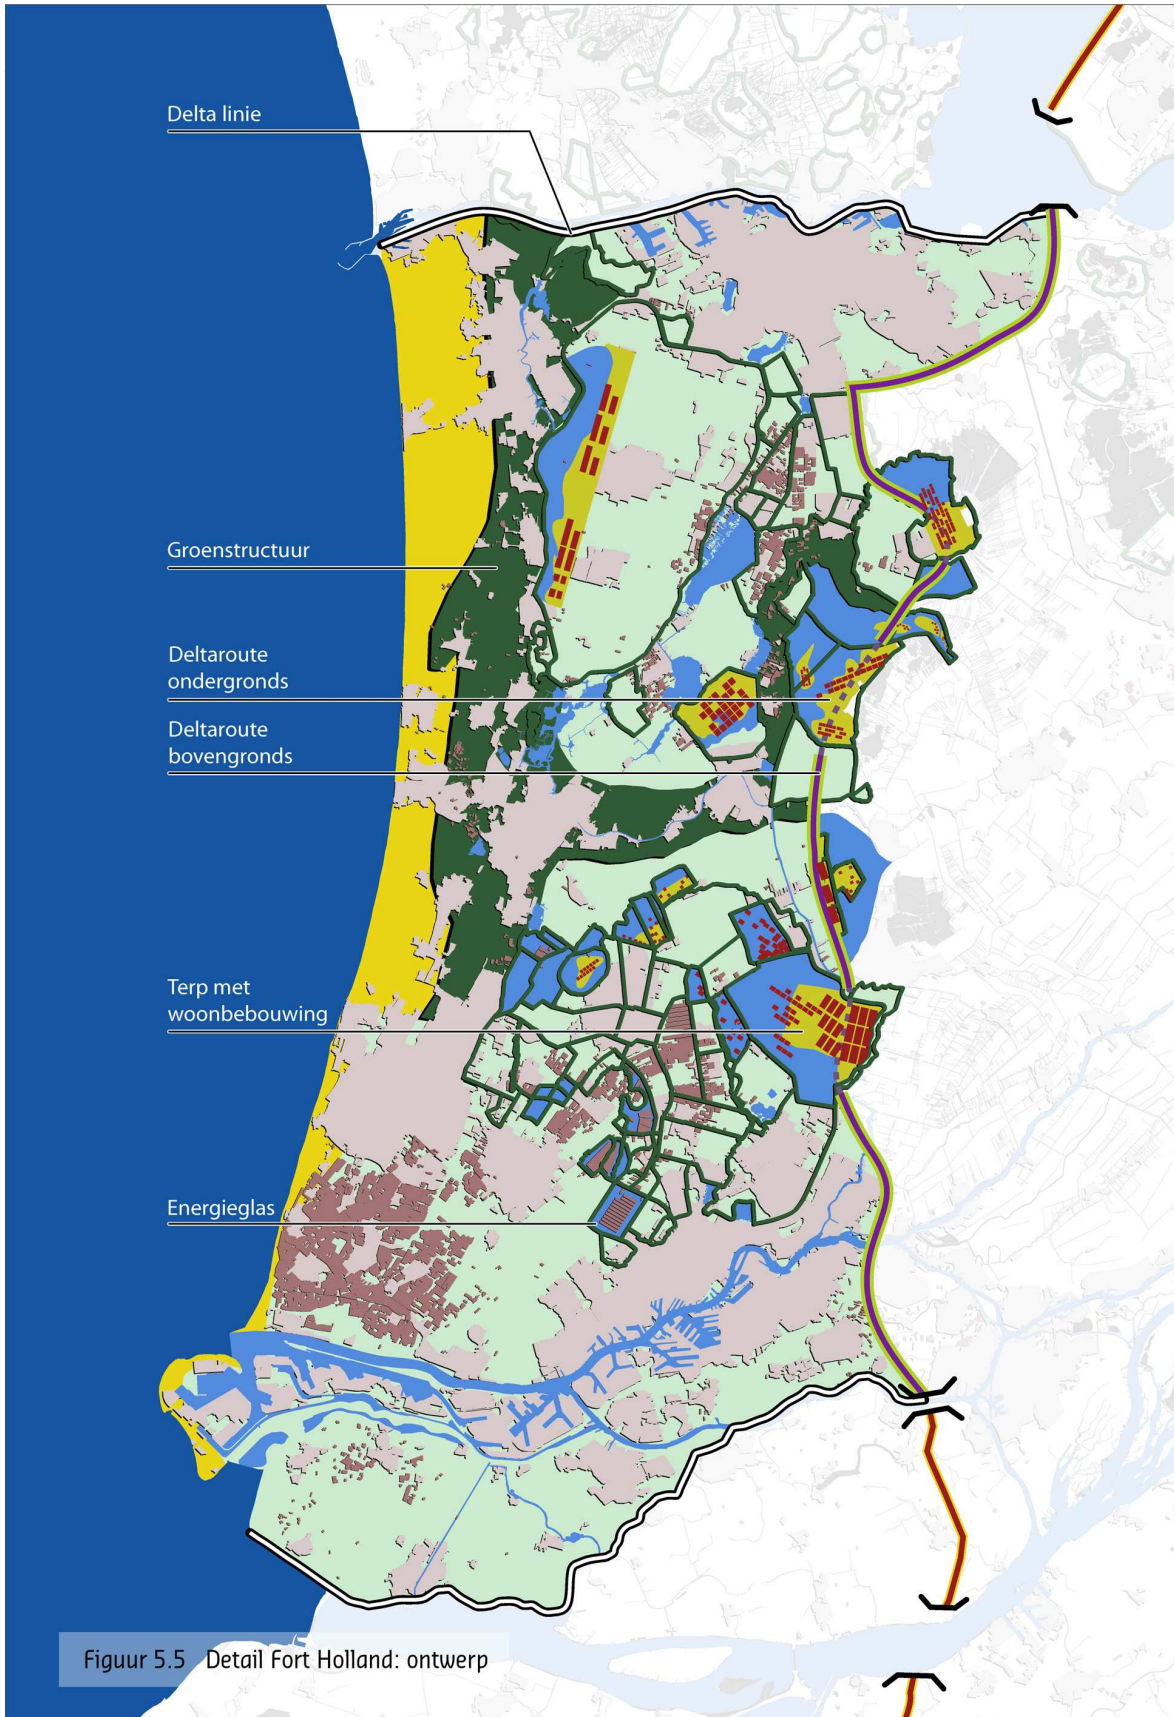 Delta linie
Groenstructuur
Deltaroute
ondergronds
Deltaroute
bovengronds
Terp met
woonbebouwing
Energieglas
Figuur 5.5 Detail Fort Holland: ontwerp